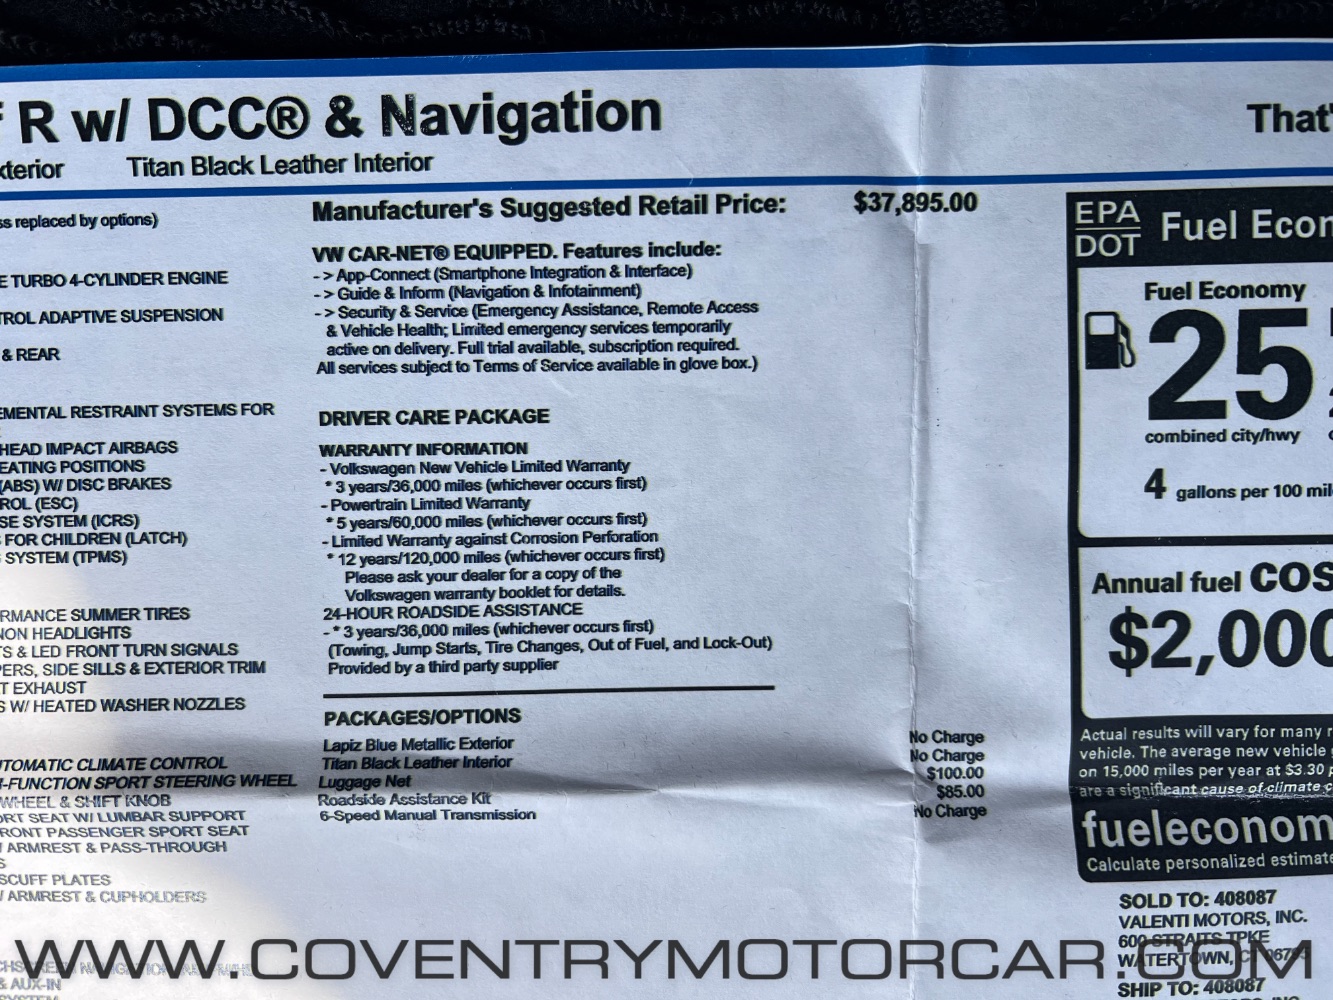 R w/ DCC® & Navigation
That'
xterior Titan Black Leather Interior
ss replaced by options)
E TURBO 4-CYLINDER ENGINE
TROL ADAPTIVE SUSPENSION
& REAR
EMENTAL RESTRAINT SYSTEMS FOR
HEAD IMPACT AIRBAGS
EATING POSITIONS
(ABS) W/ DISC BRAKES
ROL (ESC)
SE SYSTEM (ICRS)
FOR CHILDREN (LATCH)
SYSTEM (TPMS)
RMANCE SUMMER TIRES
NON HEADLIGHTS
TS & LED FRONT TURN SIGNALS
PERS, SIDE SILLS & EXTERIOR TRIM
T EXHAUST
S W/ HEATED WASHER NOZZLES
TOMATIC CLIMATE CONTROL
I-FUNCTION SPORT STEERING WHEEL
WHEEL & SHIFT KNOB
ORT SEAT W/ LUMBAR SUPPORT
FRONT PASSENGER SPORT SEAT
/ ARMREST & PASS-THROUGH
S
SCUFF PLATES
/ ARMREST & CUPHOLDERS
& AUX-IN
Manufacturer's Suggested Retail Price: $37,895.00
VW CAR-NET® EQUIPPED. Features include:
-> App-Connect (Smartphone Integration & Interface)
-> Guide & Inform (Navigation & Infotainment)
-> Security & Service (Emergency Assistance, Remote Access
& Vehicle Health; Limited emergency services temporarily
active on delivery. Full trial available, subscription required.
All services subject to Terms of Service available in glove box.)
DRIVER CARE PACKAGE
WARRANTY INFORMATION
- Volkswagen New Vehicle Limited Warranty
* 3 years/36,000 miles (whichever occurs first)
- Powertrain Limited Warranty
* 5 years/60,000 miles (whichever occurs first)
- Limited Warranty against Corrosion Perforation
* 12 years/120,000 miles (whichever occurs first)
Please ask your dealer for a copy of the
Volkswagen warranty booklet for details.
24-HOUR ROADSIDE ASSISTANCE
- * 3 years/36,000 miles (whichever occurs first)
(Towing, Jump Starts, Tire Changes, Out of Fuel, and Lock-Out)
Provided by a third party supplier
PACKAGES/OPTIONS
Lapiz Blue Metallic Exterior No Charge
Titan Black Leather Interior No Charge
Luggage Net $100.00
Roadside Assistance Kit $85.00
6-Speed Manual Transmission No Charge
EPA
DOT
Fuel Econ
Fuel Economy
25
combined city/hwy
4 gallons per 100 mil
Annual fuel COS
$2,000
Actual results will vary for many r
vehicle. The average new vehicle
on 15,000 miles per year at $3.30 p
are a significant cause of climate c
fueleconom
Calculate personalized estimate
SOLD TO: 408087
VALENTI MOTORS, INC.
600 STRAITS TPKE
WATERTOWN, CT
SHIP TO: 408087
WWW.COVENTRYMOTORCAR.COM